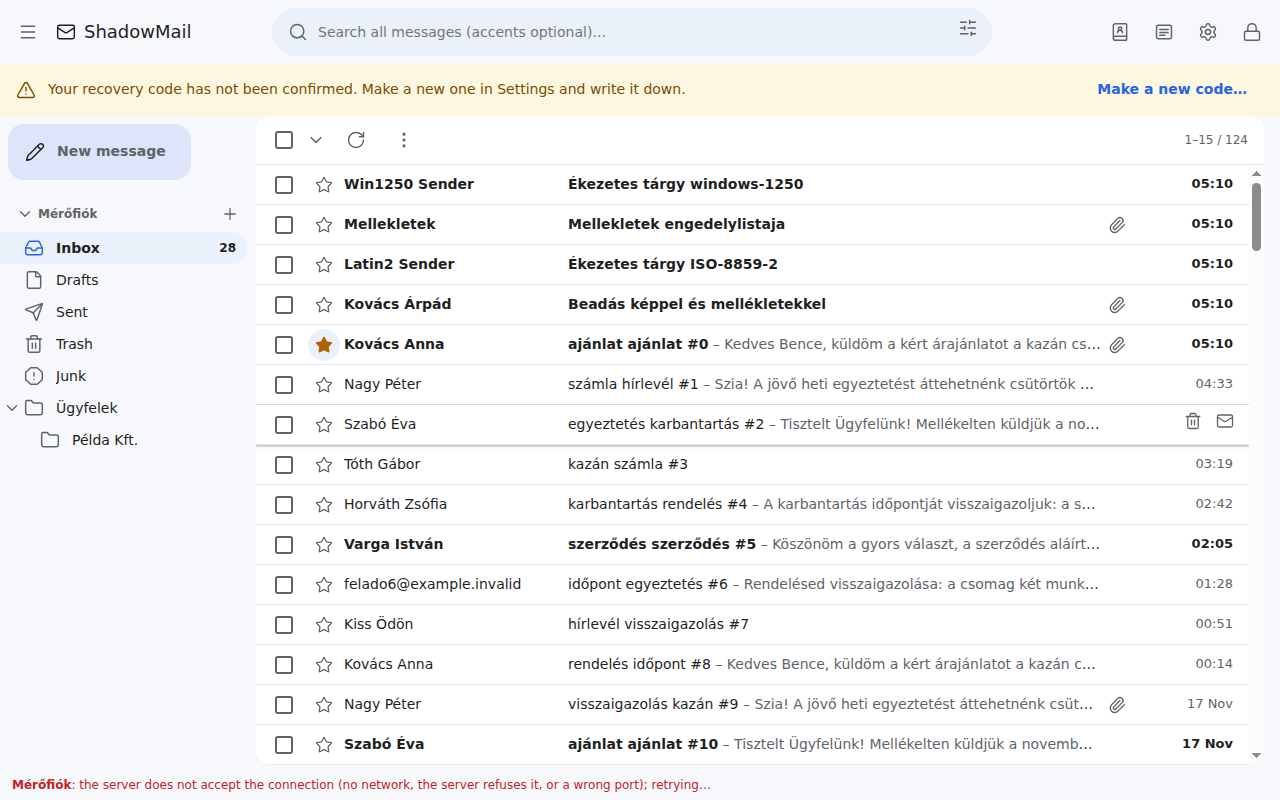 ShadowMail
Search all messages (accents optional)…
Your recovery code has not been confirmed. Make a new one in Settings and write it down.
Make a new code…
New message
1–15 / 124
Mérőfiók
Inbox 28
Drafts
Sent
Trash
Junk
Ügyfelek
Példa Kft.
Win1250 Sender Ékezetes tárgy windows-1250 05:10
Mellekletek Mellekletek engedelylistaja 05:10
Latin2 Sender Ékezetes tárgy ISO-8859-2 05:10
Kovács Árpád Beadás képpel és mellékletekkel 05:10
Kovács Anna ajánlat ajánlat #0 – Kedves Bence, küldöm a kért árajánlatot a kazán cs… 05:10
Nagy Péter számla hírlevél #1 – Szia! A jövő heti egyeztetést áttehetnénk csütörtök … 04:33
Szabó Éva egyeztetés karbantartás #2 – Tisztelt Ügyfelünk! Mellékelten küldjük a no…
Tóth Gábor kazán számla #3 03:19
Horváth Zsófia karbantartás rendelés #4 – A karbantartás időpontját visszaigazoljuk: a s… 02:42
Varga István szerződés szerződés #5 – Köszönöm a gyors választ, a szerződés aláírt… 02:05
felado6@example.invalid időpont egyeztetés #6 – Rendelésed visszaigazolása: a csomag két munk… 01:28
Kiss Ödön hírlevél visszaigazolás #7 00:51
Kovács Anna rendelés időpont #8 – Kedves Bence, küldöm a kért árajánlatot a kazán c… 00:14
Nagy Péter visszaigazolás kazán #9 – Szia! A jövő heti egyeztetést áttehetnénk csüt… 17 Nov
Szabó Éva ajánlat ajánlat #10 – Tisztelt Ügyfelünk! Mellékelten küldjük a novemb… 17 Nov
Mérőfiók: the server does not accept the connection (no network, the server refuses it, or a wrong port); retrying…